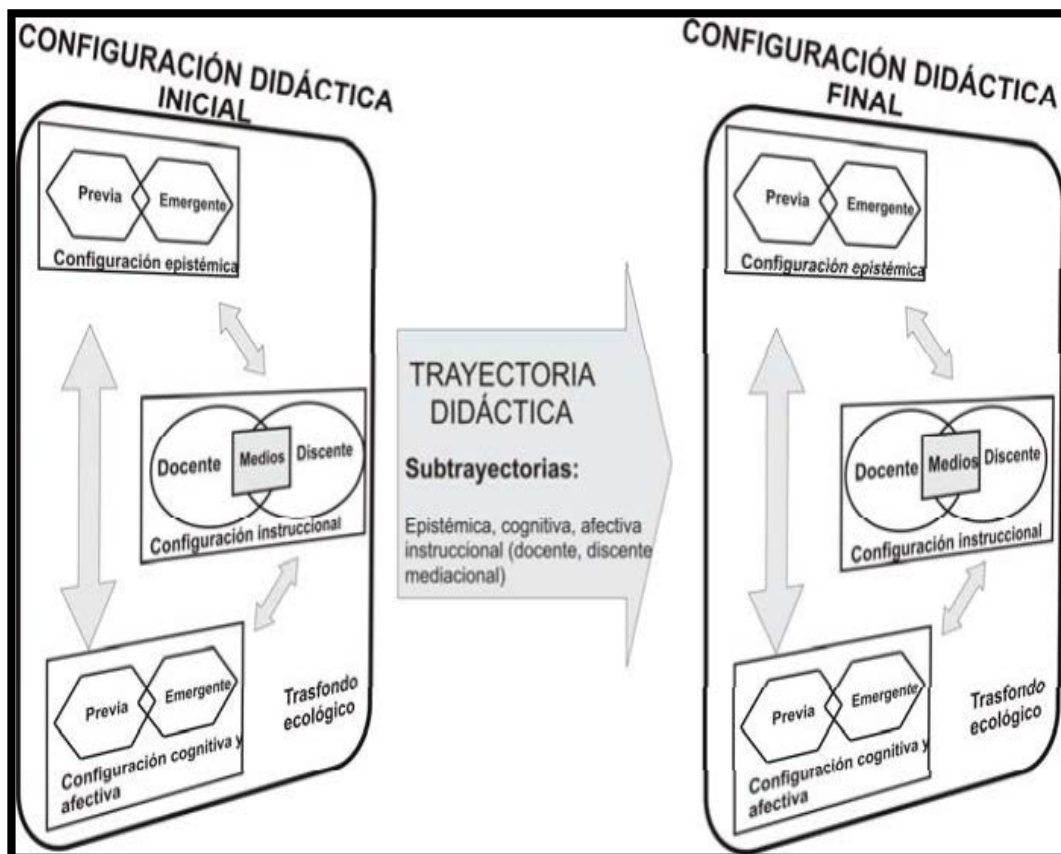 CONFIGURACIÓN DIDÁCTICA
INICIAL
Previa
Emergente
Configuración epistémica
Docente
Medios
Discente
Configuración instruccional
Previa
Emergente
Configuración cognitiva y
afectiva
Trasfondo
ecológico
TRAYECTORIA
DIDÁCTICA
Subtrayectorias:
Epistémica, cognitiva, afectiva
instruccional (docente, discente
mediacional)
CONFIGURACIÓN DIDÁCTICA
FINAL
Previa
Emergente
Configuración epistémica
Docente
Medios
Discente
Configuración instruccional
Previa
Emergente
Configuración cognitiva y
afectiva
Trasfondo
ecológico